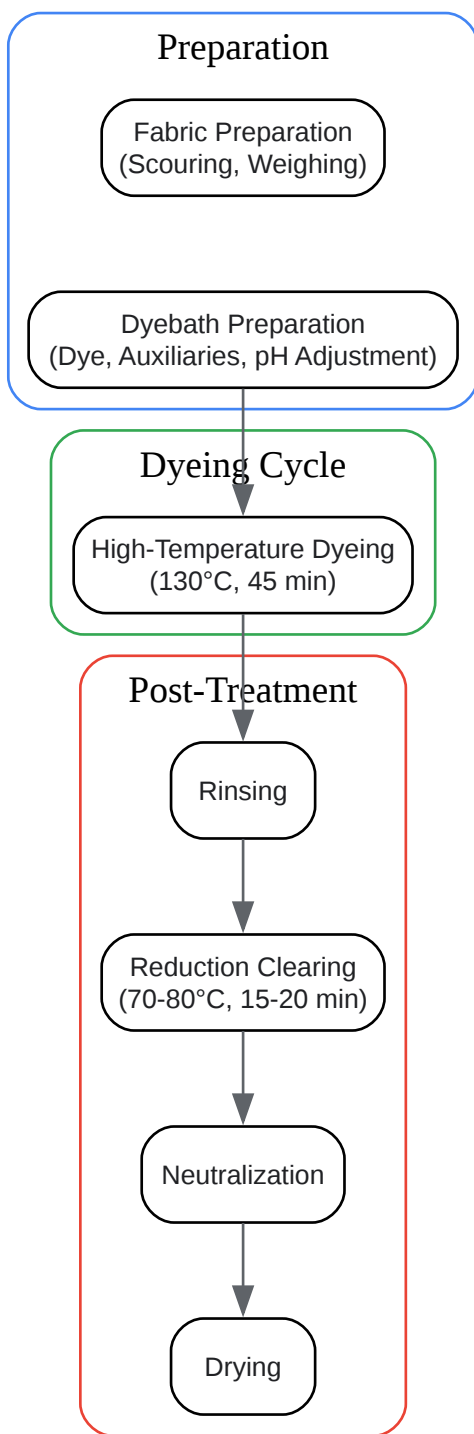 Preparation
Fabric Preparation
(Scouring, Weighing)
Dyebath Preparation
(Dye, Auxiliaries, pH Adjustment)
Dyeing Cycle
High-Temperature Dyeing
(130°C, 45 min)
Post-Treatment
Rinsing
Reduction Clearing
(70-80°C, 15-20 min)
Neutralization
Drying